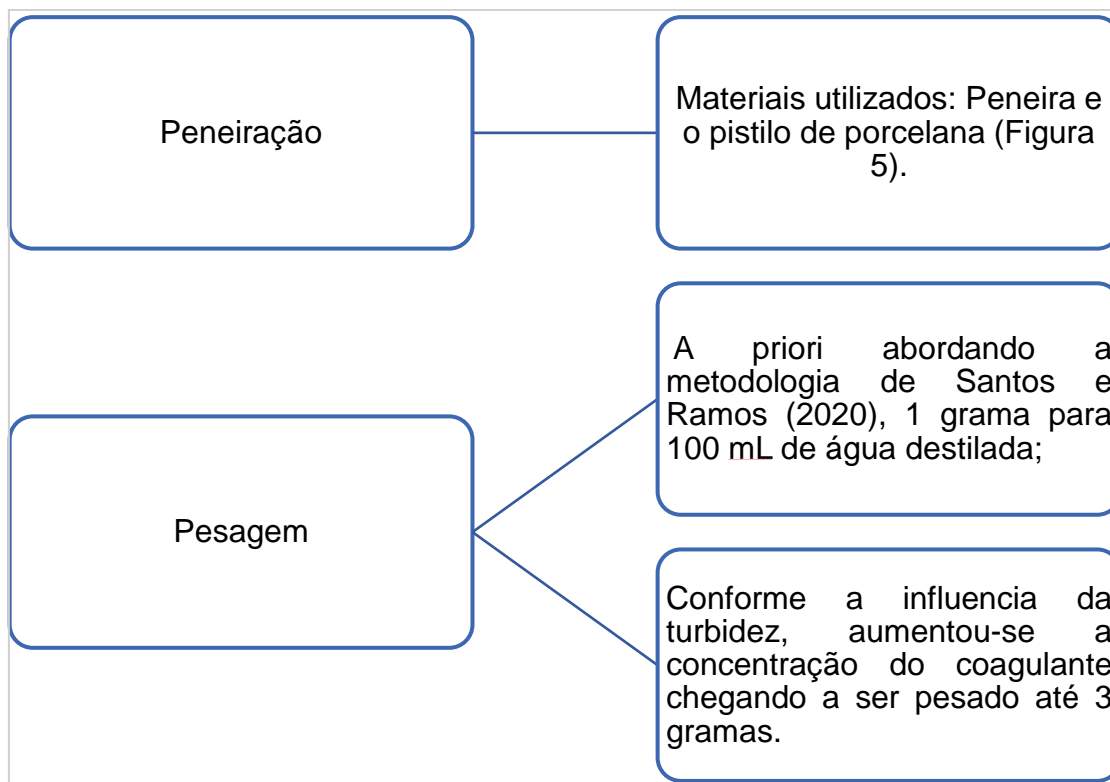 Peneiração
Materiais utilizados: Peneira e
o pistilo de porcelana (Figura
5).
Pesagem
A priori abordando a
metodologia de Santos e
Ramos (2020), 1 grama para
100 mL de água destilada;
Conforme a influencia da
turbidez, aumentou-se a
concentração do coagulante
chegando a ser pesado até 3
gramas.